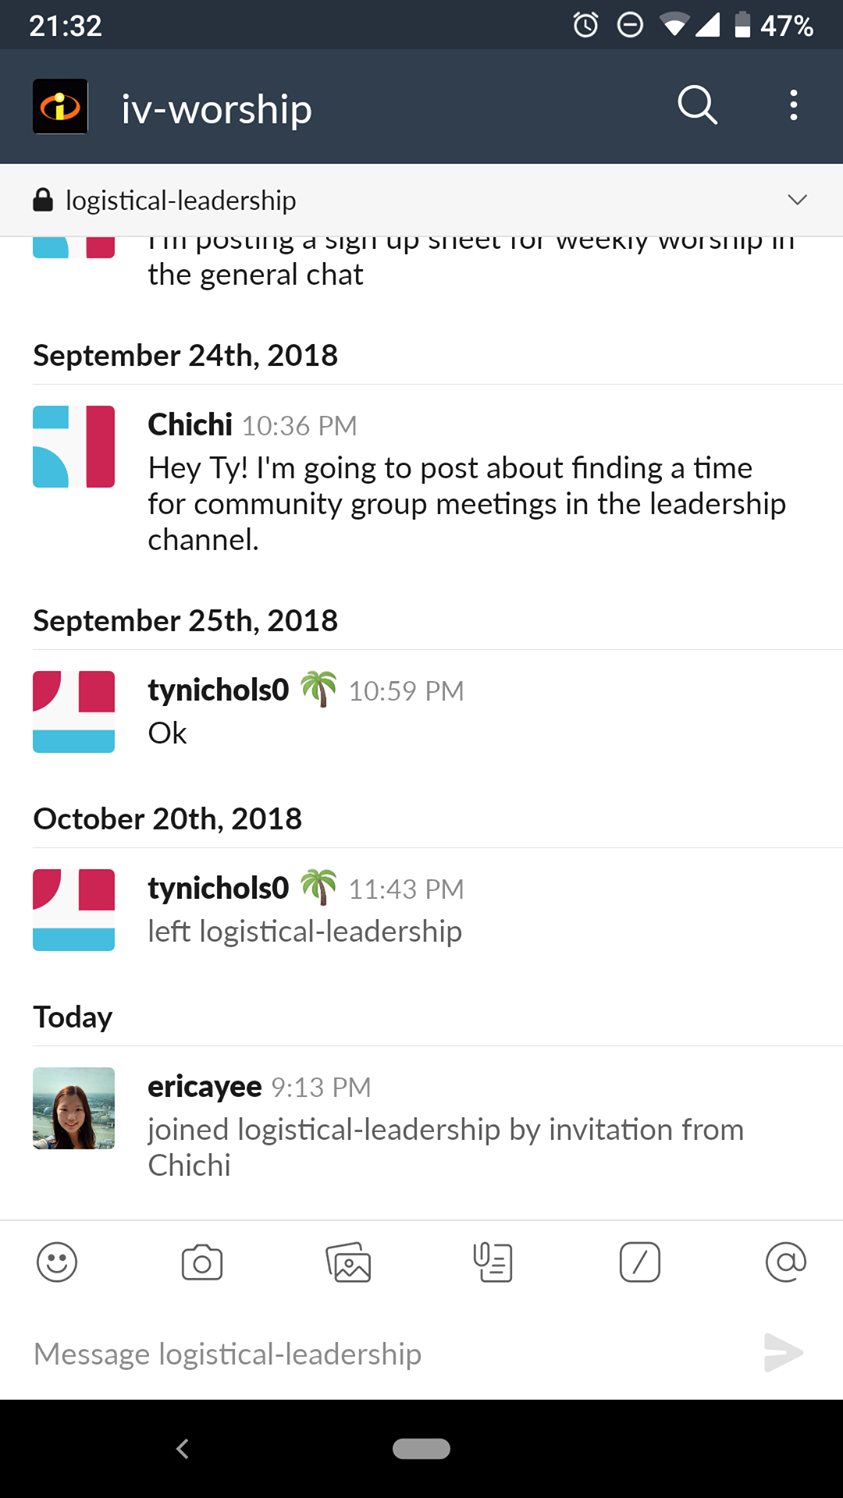 21:32
47%
iv-worship
logistical-leadership
I'm posting a sign up sheet for weekly worship in
the general chat
September 24th, 2018
Chichi 10:36 PM
Hey Ty! I'm going to post about finding a time
for community group meetings in the leadership
channel.
September 25th, 2018
tynichols0 🌴 10:59 PM
Ok
October 20th, 2018
tynichols0 🌴 11:43 PM
left logistical-leadership
Today
ericayee 9:13 PM
joined logistical-leadership by invitation from
Chichi
Message logistical-leadership